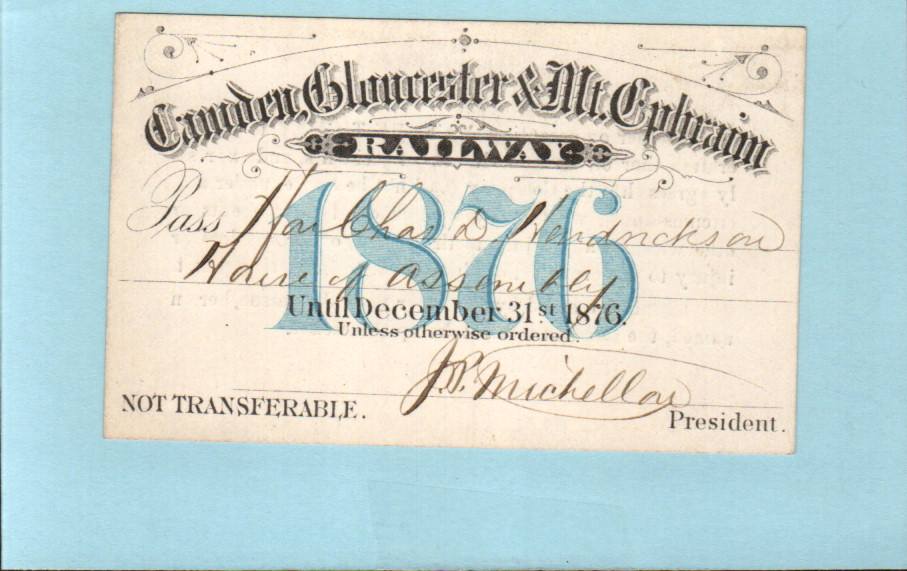 Camden, Gloucester & Mt. Ephraim
RAILWAY
1876
Pass Hon Chas D. Hendrickson
House of Assembly
Until December 31st 1876.
Unless otherwise ordered.
J.P. Michellon
NOT TRANSFERABLE.
President.